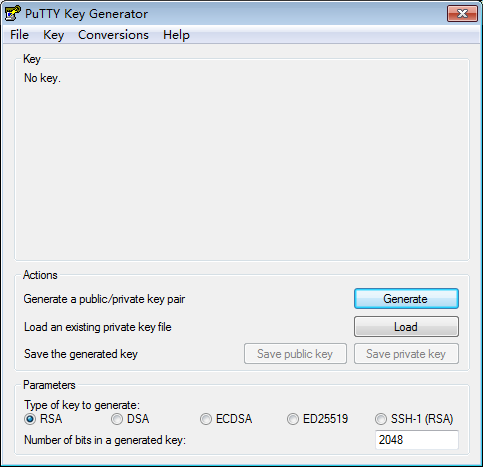 PuTTY Key Generator
File Key Conversions Help
Key
No key.
Actions
Generate a public/private key pair Generate
Load an existing private key file Load
Save the generated key Save public key Save private key
Parameters
Type of key to generate:
RSA DSA ECDSA ED25519 SSH-1 (RSA)
Number of bits in a generated key: 2048